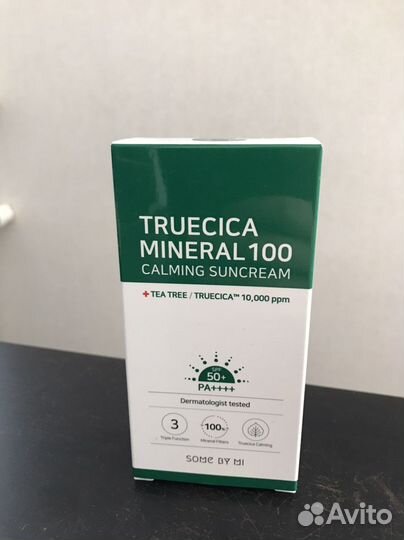 TRUECICA
MINERAL 100
CALMING SUNCREAM
+ TEA TREE / TRUECICA™ 10,000 ppm
SPF
50+
PA++++
Dermatologist tested
3
100%
Triple Function
Mineral Filters
Truecica Calming
SOME BY MI
Avito